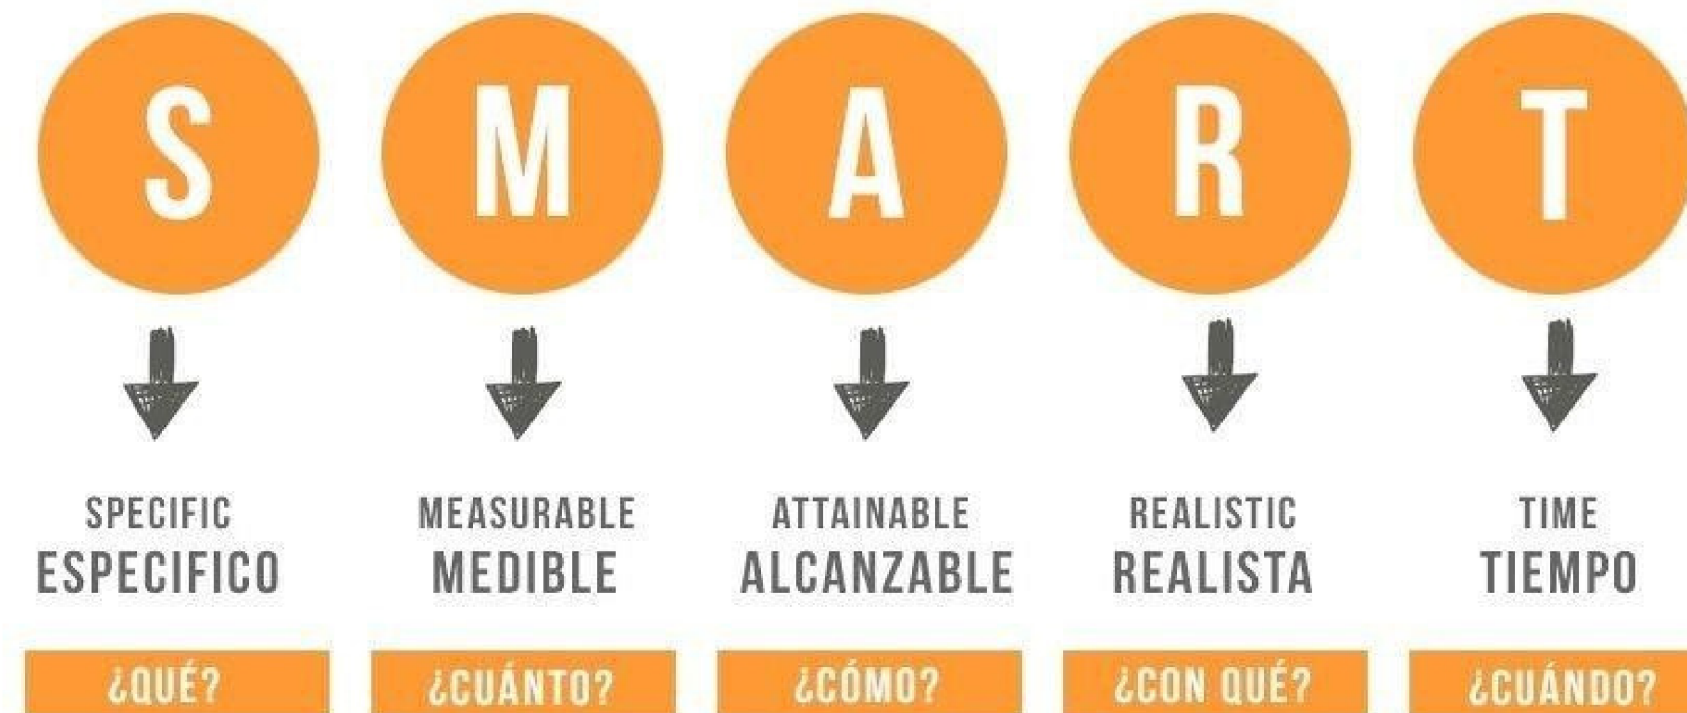 S M A R T
SPECIFIC MEASURABLE ATTAINABLE REALISTIC TIME
ESPECIFICO MEDIBLE ALCANZABLE REALISTA TIEMPO
¿QUÉ? ¿CUÁNTO? ¿CÓMO? ¿CON QUÉ? ¿CUÁNDO?